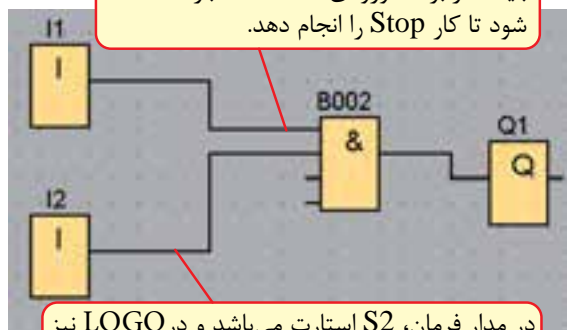 شود تا کار Stop را انجام دهد.
I1
I
B002
&
Q1
Q
I2
I
در مدار فرمان، S2 استارت می‌باشد و در LOGO نیز